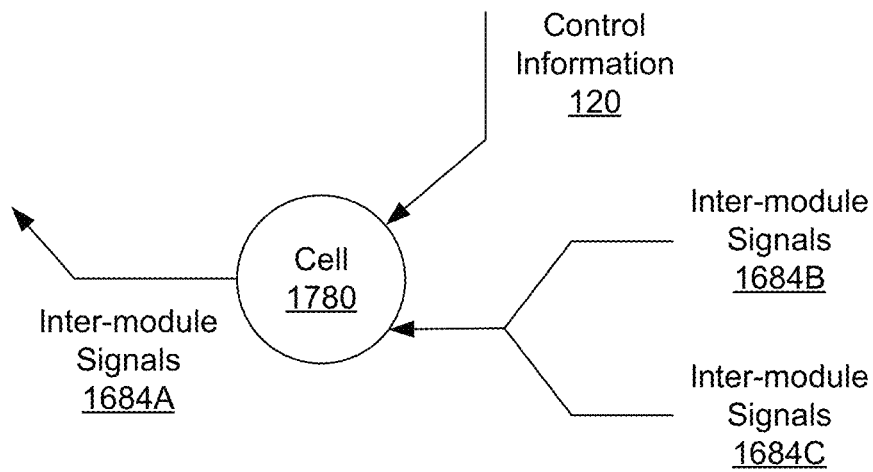 Control
Information
120
Inter-module
Signals
1684B
Cell
1780
Inter-module
Signals
1684A
Inter-module
Signals
1684C